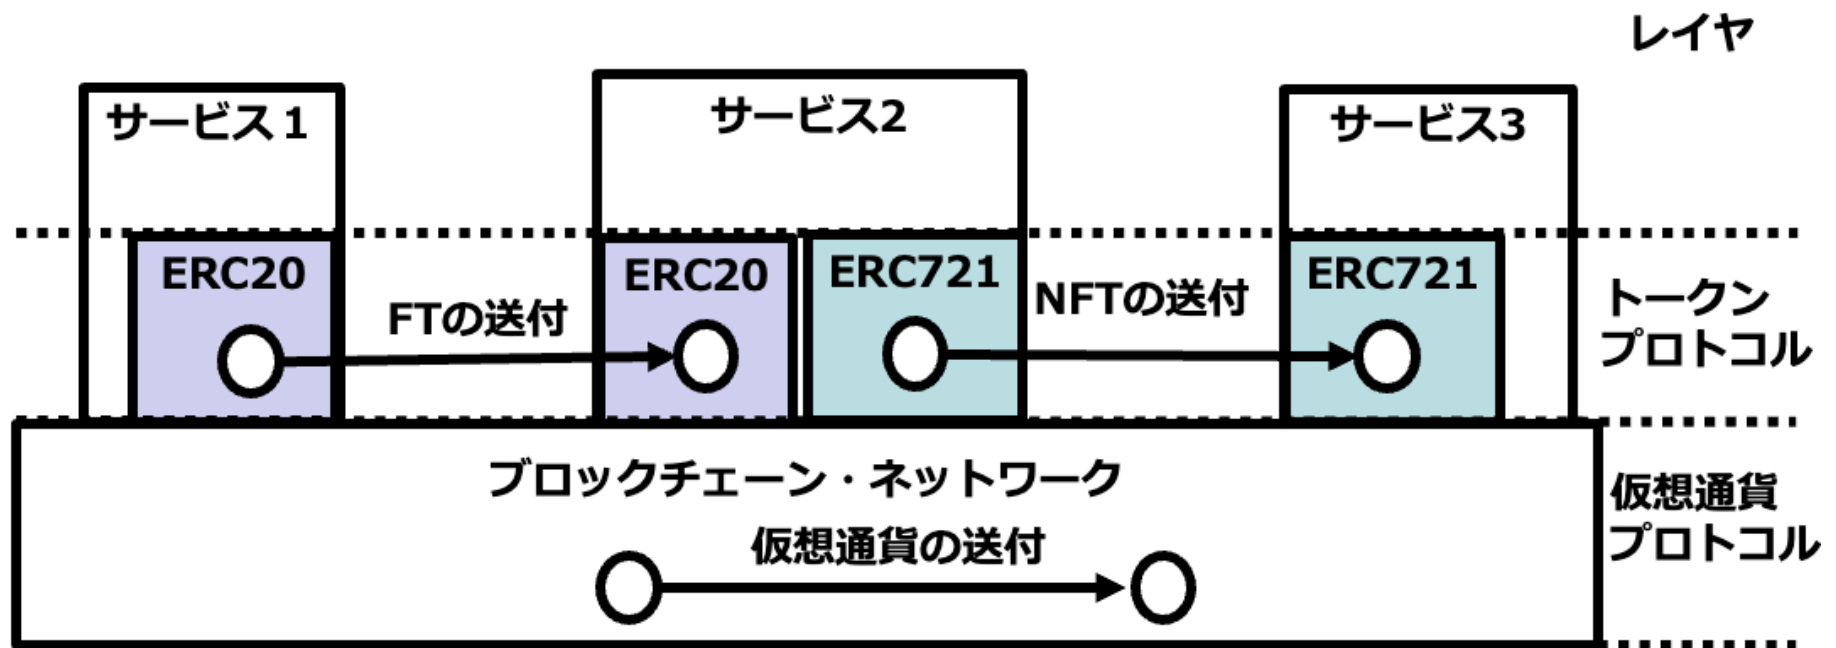 レイヤ
サービス１
サービス2
サービス3
ERC20
FTの送付
ERC20
ERC721
NFTの送付
ERC721
トークン
プロトコル
ブロックチェーン・ネットワーク
仮想通貨の送付
仮想通貨
プロトコル